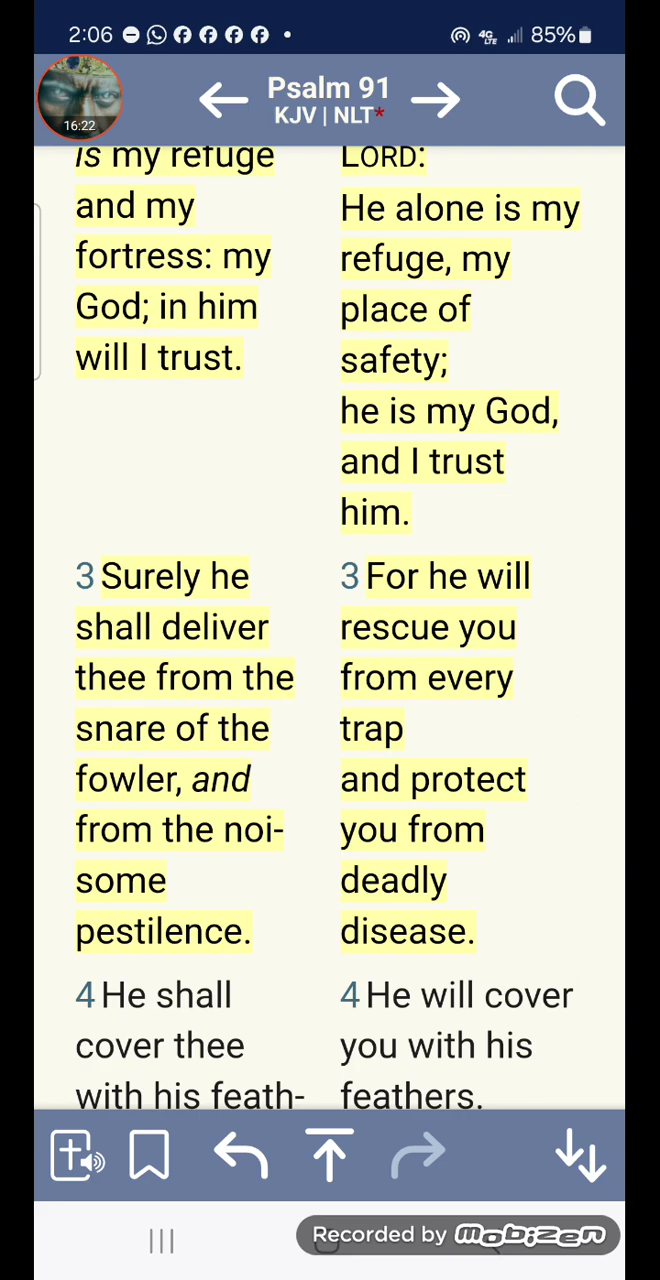 2:06
4G LTE 85%
16:22
Psalm 91
KJV | NLT*
is my refuge
and my
fortress: my
God; in him
will I trust.
LORD:
He alone is my
refuge, my
place of
safety;
he is my God,
and I trust
him.
3 Surely he
shall deliver
thee from the
snare of the
fowler, and
from the noi-
some
pestilence.
3 For he will
rescue you
from every
trap
and protect
you from
deadly
disease.
4 He shall
cover thee
with his feath-
4 He will cover
you with his
feathers.
Recorded by mobizen